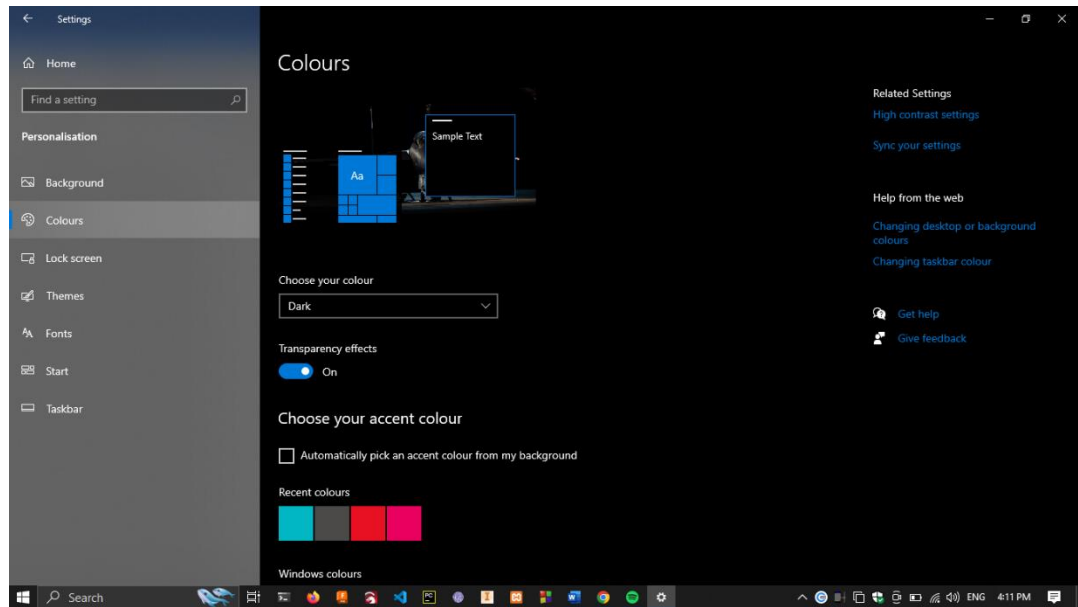 Settings
Home
Find a setting
Personalisation
Background
Colours
Lock screen
Themes
Fonts
Start
Taskbar
Colours
Sample Text
Aa
Choose your colour
Dark
Transparency effects
On
Choose your accent colour
Automatically pick an accent colour from my background
Recent colours
Windows colours
Related Settings
High contrast settings
Sync your settings
Help from the web
Changing desktop or background
colours
Changing taskbar colour
Get help
Give feedback
Search
PC
W
ENG
4:11 PM